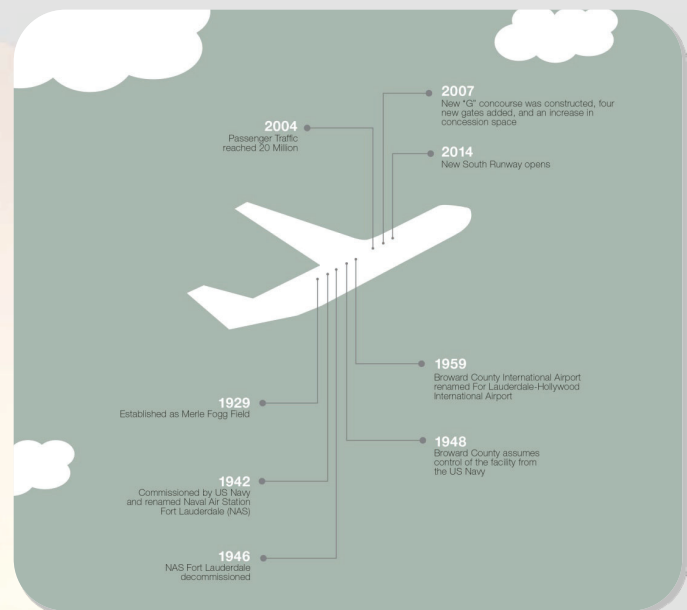 2007
New "G" concourse was constructed, four
new gates added, and an increase in
concession space
2004
Passenger Traffic
reached 20 Million
2014
New South Runway opens
1959
Broward County International Airport
renamed For Lauderdale-Hollywood
International Airport
1929
Established as Merle Fogg Field
1948
Broward County assumes
control of the facility from
the US Navy
1942
Commissioned by US Navy
and renamed Naval Air Station
Fort Lauderdale (NAS)
1946
NAS Fort Lauderdale
decommissioned